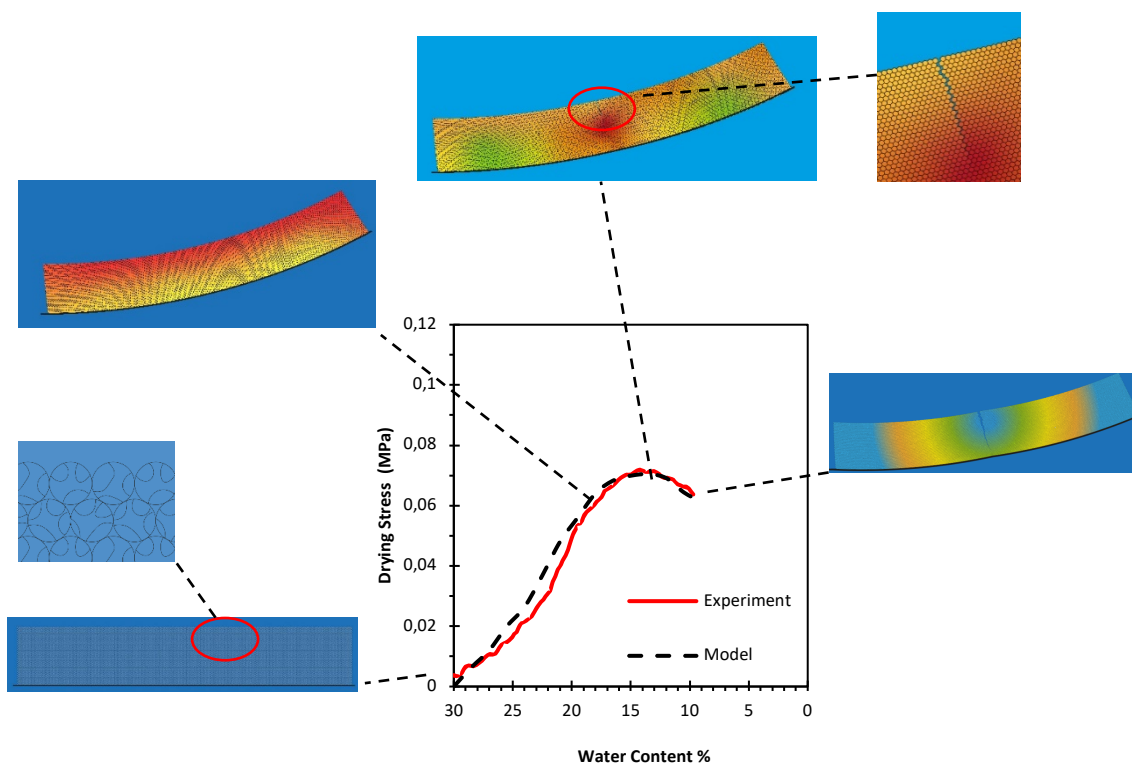 0,12
0,1
0,08
0,06
0,04
0,02
0
Drying Stress (MPa)
Experiment
Model
30 25 20 15 10 5 0
Water Content %